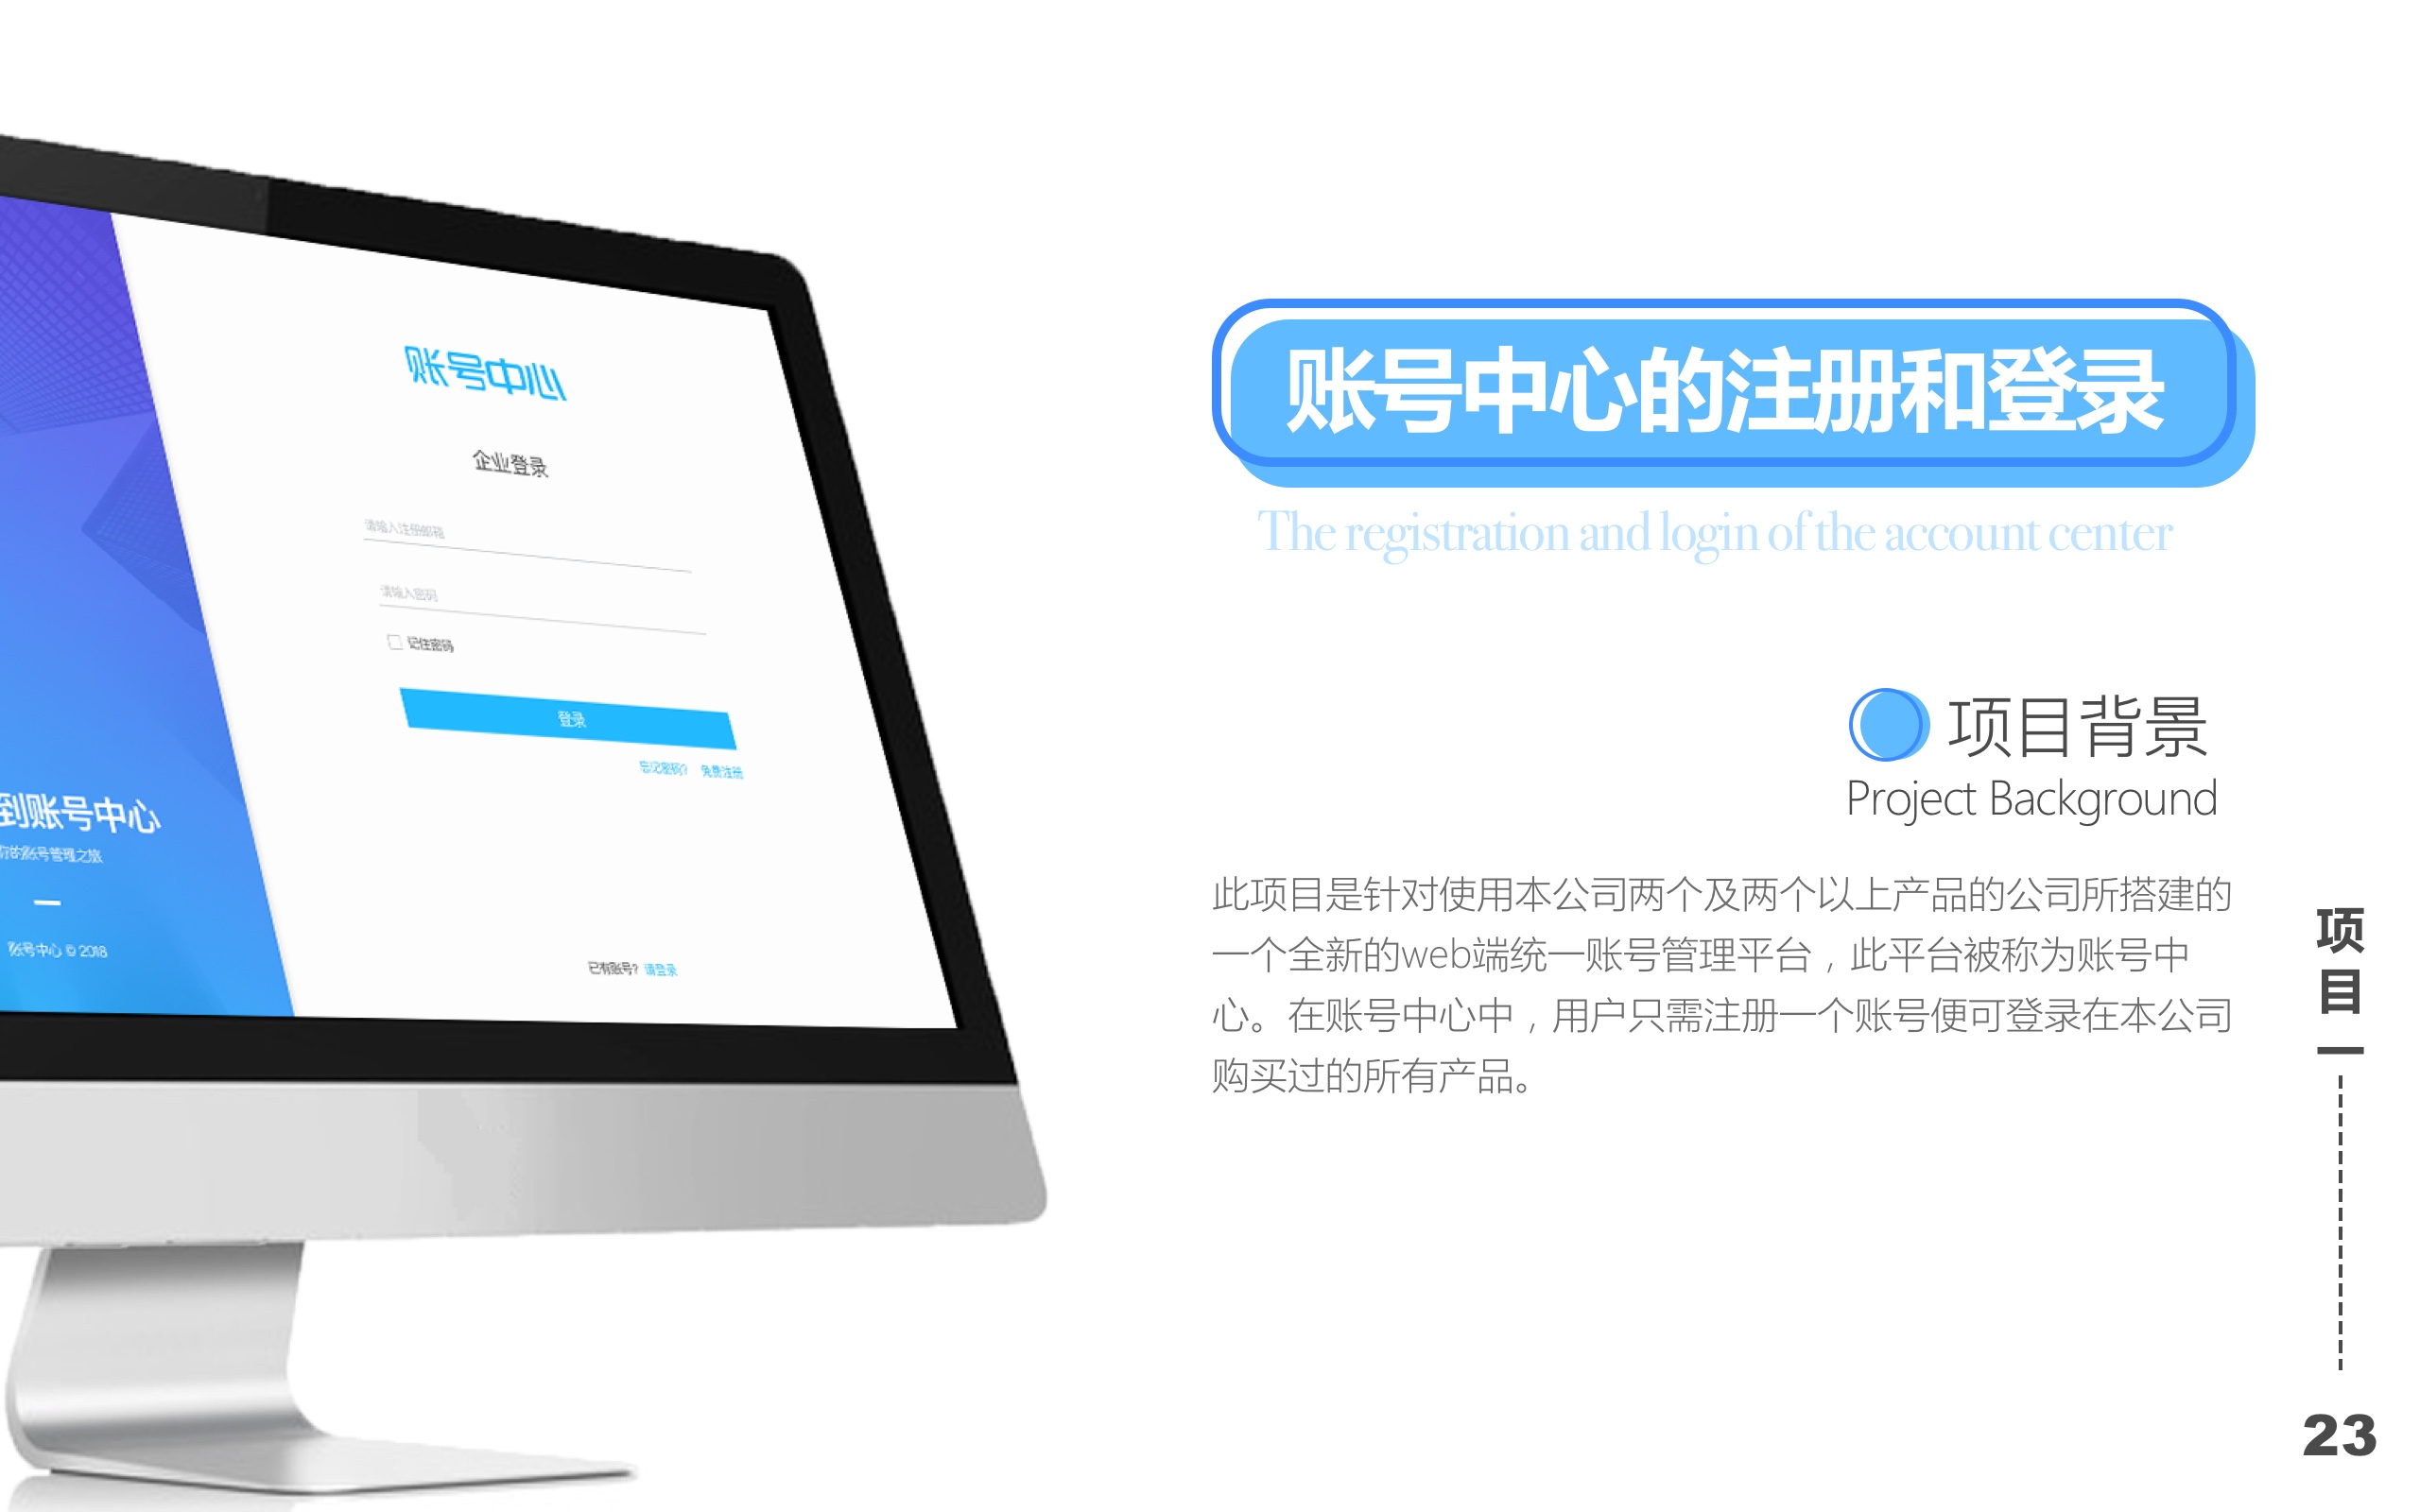 账号中心
企业登录
请输入注册邮箱
请输入密码
记住密码
登录
忘记密码? 免费注册
已有账号? 请登录
到账号中心
你的账号管理之旅
账号中心 © 2018
账号中心的注册和登录
The registration and login of the account center
项目背景
Project Background
此项目是针对使用本公司两个及两个以上产品的公司所搭建的
一个全新的web端统一账号管理平台，此平台被称为账号中
心。在账号中心中，用户只需注册一个账号便可登录在本公司
购买过的所有产品。
项目一
23